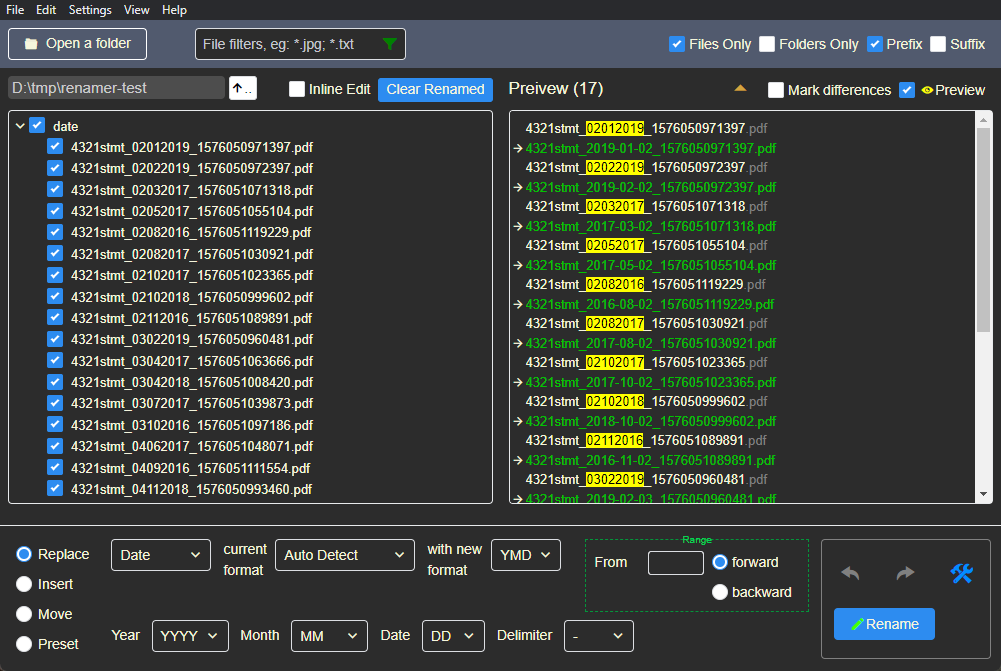 File Edit Settings View Help
Open a folder File filters, eg: *.jpg; *.txt Files Only Folders Only Prefix Suffix
D:\tmp\renamer-test .. Inline Edit Clear Renamed Preivew (17) Mark differences Preview
date
4321stmt_02012019_1576050971397.pdf
4321stmt_02022019_1576050972397.pdf
4321stmt_02032017_1576051071318.pdf
4321stmt_02052017_1576051055104.pdf
4321stmt_02082016_1576051119229.pdf
4321stmt_02082017_1576051030921.pdf
4321stmt_02102017_1576051023365.pdf
4321stmt_02102018_1576050999602.pdf
4321stmt_02112016_1576051089891.pdf
4321stmt_03022019_1576050960481.pdf
4321stmt_03042017_1576051063666.pdf
4321stmt_03042018_1576051008420.pdf
4321stmt_03072017_1576051039873.pdf
4321stmt_03102016_1576051097186.pdf
4321stmt_04062017_1576051048071.pdf
4321stmt_04092016_1576051111554.pdf
4321stmt_04112018_1576050993460.pdf
4321stmt_02012019_1576050971397.pdf
→4321stmt_2019-01-02_1576050971397.pdf
4321stmt_02022019_1576050972397.pdf
→4321stmt_2019-02-02_1576050972397.pdf
4321stmt_02032017_1576051071318.pdf
→4321stmt_2017-03-02_1576051071318.pdf
4321stmt_02052017_1576051055104.pdf
→4321stmt_2017-05-02_1576051055104.pdf
4321stmt_02082016_1576051119229.pdf
→4321stmt_2016-08-02_1576051119229.pdf
4321stmt_02082017_1576051030921.pdf
→4321stmt_2017-08-02_1576051030921.pdf
4321stmt_02102017_1576051023365.pdf
→4321stmt_2017-10-02_1576051023365.pdf
4321stmt_02102018_1576050999602.pdf
→4321stmt_2018-10-02_1576050999602.pdf
4321stmt_02112016_1576051089891.pdf
→4321stmt_2016-11-02_1576051089891.pdf
4321stmt_03022019_1576050960481.pdf
→4321stmt_2019-02-03_1576050960481.pdf
Replace
Insert
Move
Preset
Date current format Auto Detect with new format YMD
Year YYYY Month MM Date DD Delimiter -
Range
From forward
backward
Rename